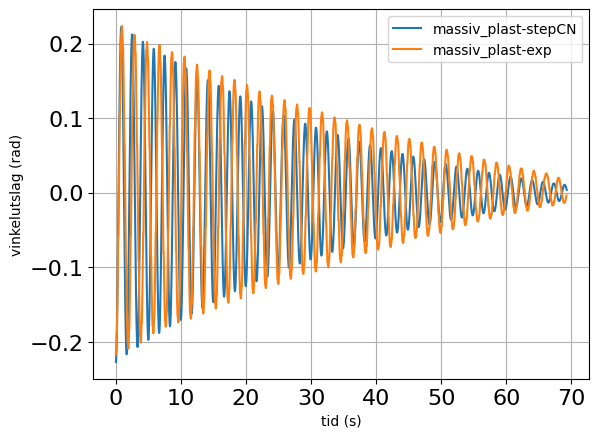 massiv_plast-stepCN
massiv_plast-exp
vinkelutslag (rad)
0.2
0.1
0.0
−0.1
−0.2
0 10 20 30 40 50 60 70
tid (s)